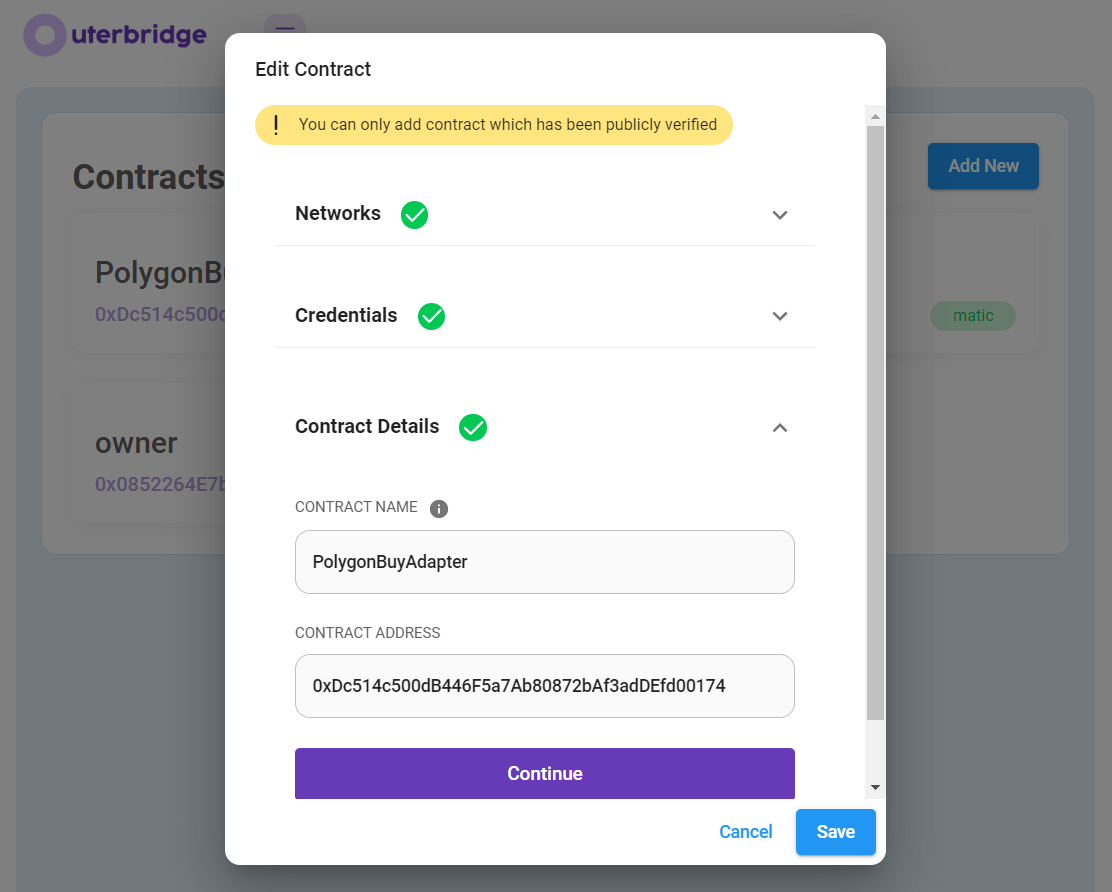 uterbridge
Edit Contract
! You can only add contract which has been publicly verified
Contracts
Add New
Networks
PolygonBu
0xDc514c500d
matic
Credentials
Contract Details
owner
0x0852264E7b
CONTRACT NAME
PolygonBuyAdapter
CONTRACT ADDRESS
0xDc514c500dB446F5a7Ab80872bAf3adDEfd00174
Continue
Cancel
Save